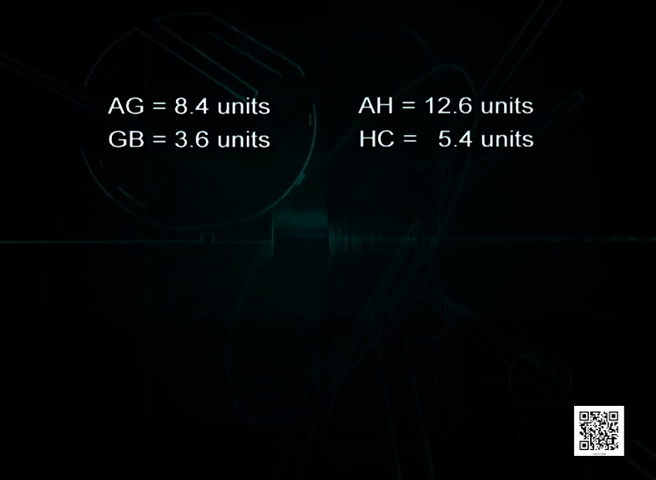 AG = 8.4 units
GB = 3.6 units
AH = 12.6 units
HC = 5.4 units